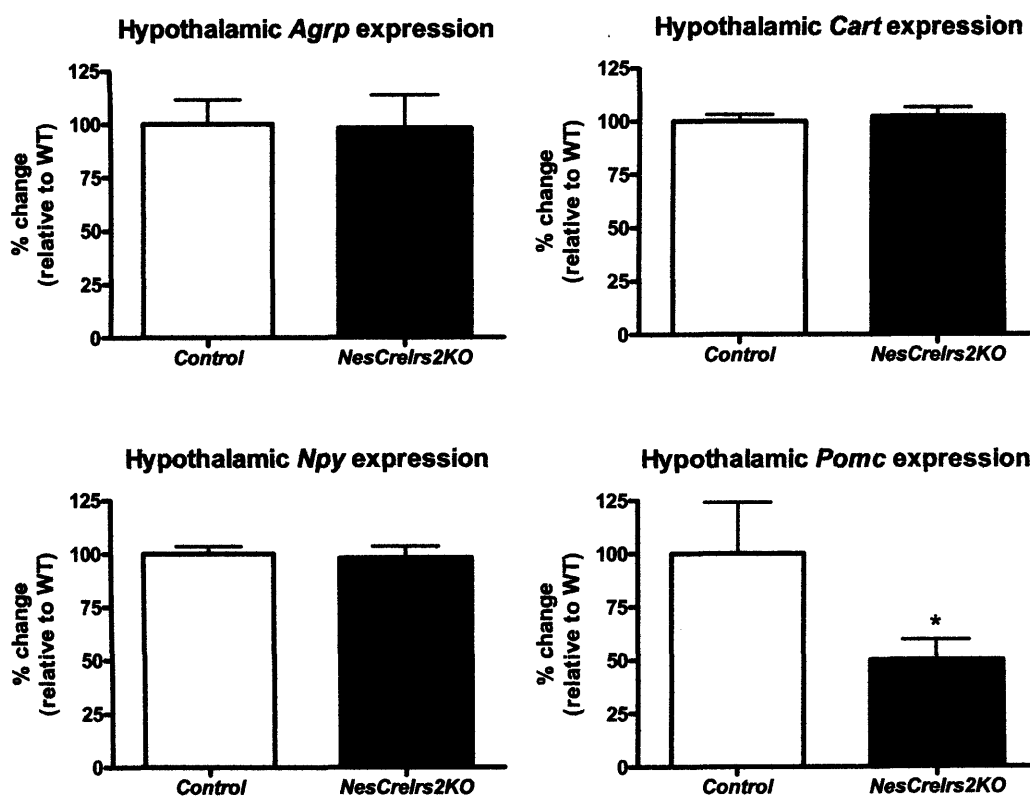 Hypothalamic Agrp expression
% change
(relative to WT)
125
100
75
50
25
0
Control
NesCreIrs2KO
Hypothalamic Cart expression
% change
(relative to WT)
125
100
75
50
25
0
Control
NesCreIrs2KO
Hypothalamic Npy expression
% change
(relative to WT)
125
100
75
50
25
0
Control
NesCreIrs2KO
Hypothalamic Pomc expression
% change
(relative to WT)
125
100
75
50
25
0
*
Control
NesCreIrs2KO